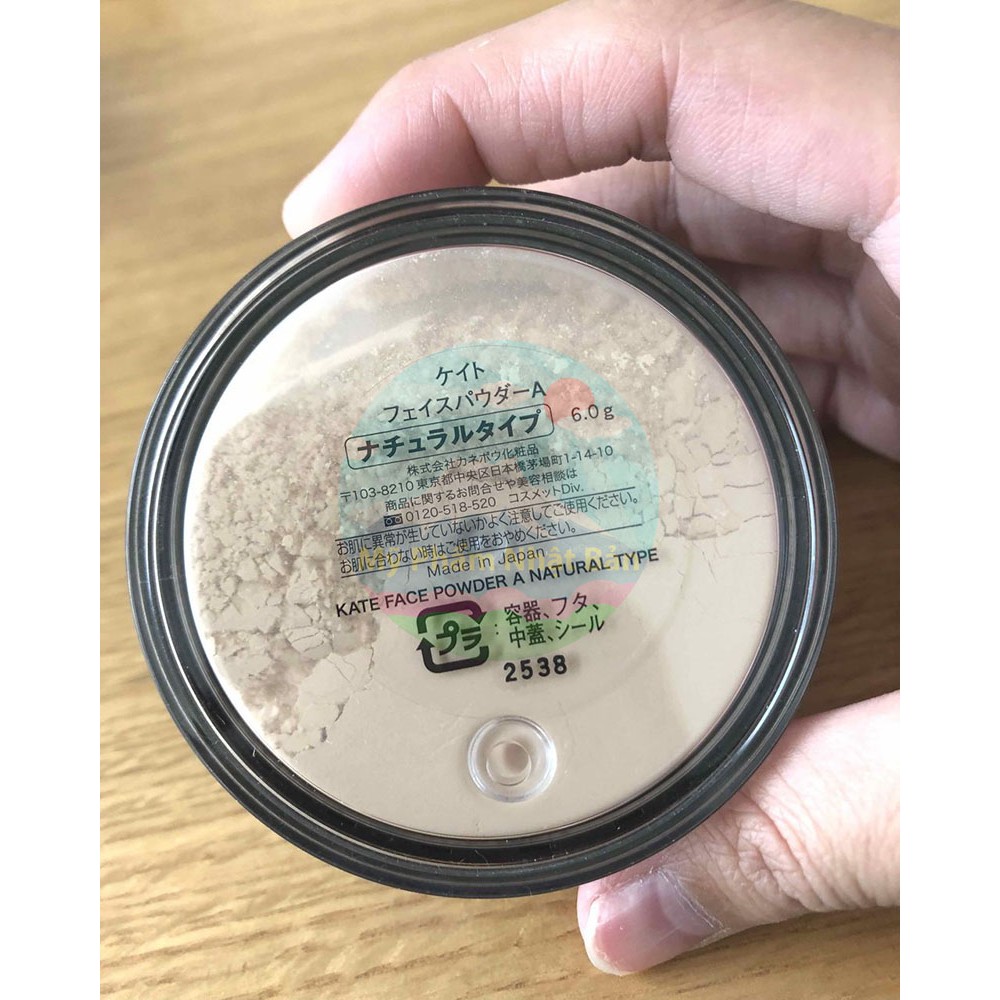 ケイト
フェイスパウダーA
ナチュラルタイプ 6.0g
株式会社カネボウ化粧品
〒103-8210 東京都中央区日本橋茅場町1-14-10
商品に関するお問合せや美容相談は
0120-518-520 コスメットDiv.
お肌に異常が生じていないかよく注意してご使用ください。
お肌に合わない時はご使用をおやめください。
Made in Japan
Mỹ Phẩm Nhật Bản
KATE FACE POWDER A NATURAL TYPE
プラ : 容器、フタ、
中蓋、シール
2538